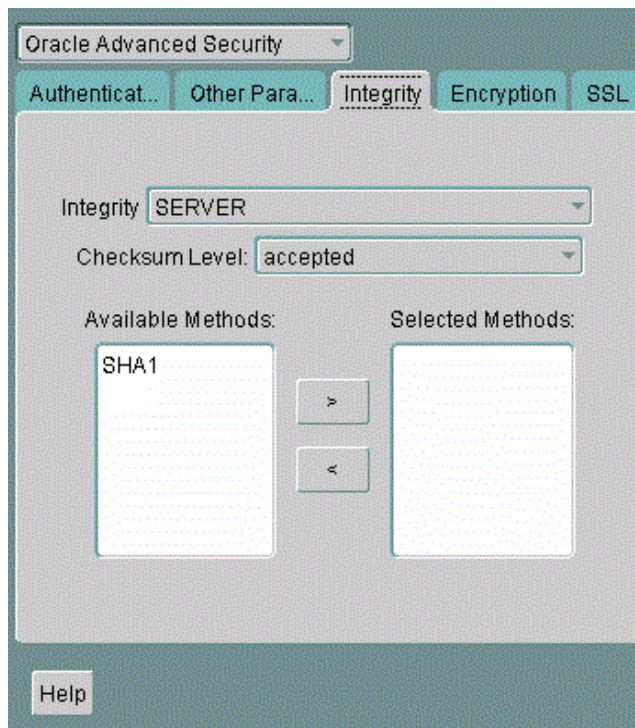 Oracle Advanced Security
Authenticat... Other Para... Integrity Encryption SSL
Integrity SERVER
Checksum Level: accepted
Available Methods: Selected Methods:
SHA1
>
<
Help